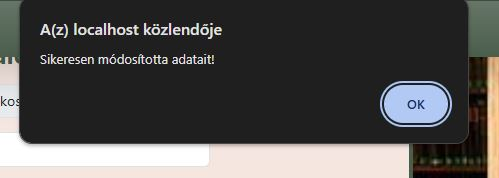 A(z) localhost közlendője
Sikeresen módosította adatait!
OK